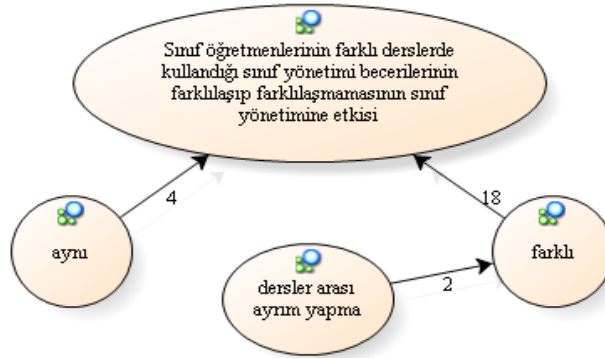 Sınıf öğretmenlerinin farklı derslerde
kullandığı sınıf yönetimi becerilerinin
farklılaşıp farklılaşmamasının sınıf
yönetimine etkisi
4
18
aynı
farklı
dersler arası
ayrım yapma
2